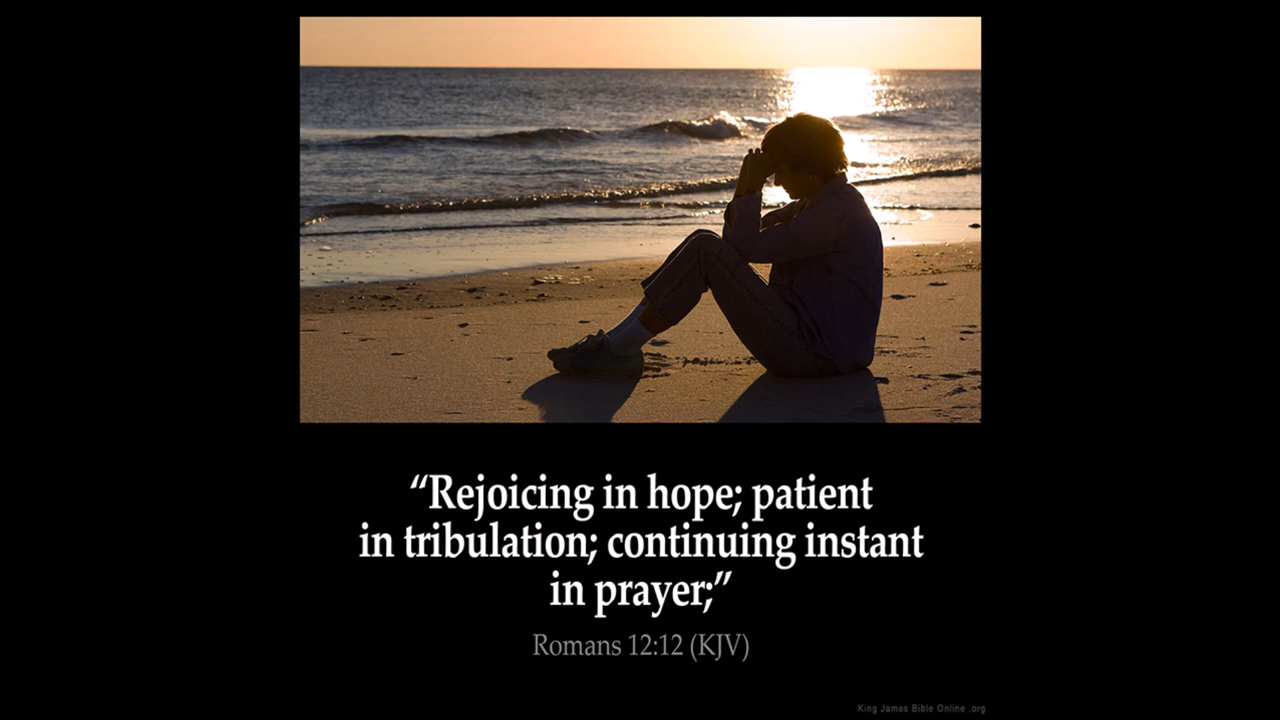 “Rejoicing in hope; patient
in tribulation; continuing instant
in prayer;”
Romans 12:12 (KJV)
King James Bible Online .org